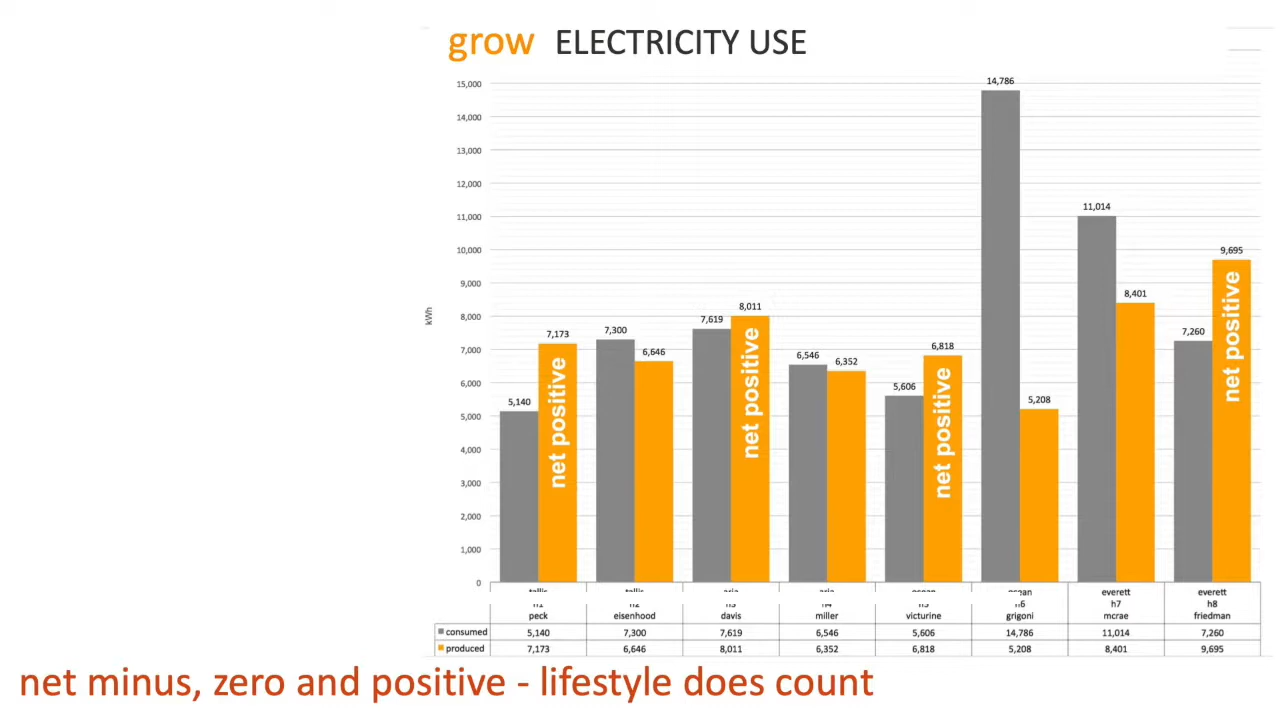 grow ELECTRICITY USE
15,000
14,000
13,000
12,000
11,000
10,000
9,000
8,000
7,000
6,000
5,000
4,000
3,000
2,000
1,000
0
kWh
5,140
7,173
net positive
7,300
6,646
7,619
8,011
net positive
6,546
6,352
5,606
6,818
net positive
14,786
5,208
11,014
8,401
7,260
9,695
net positive
everett everett
h6 h7 h8
peck eisenhood davis miller victurine grigoni mcrae friedman
consumed 5,140 7,300 7,619 6,546 5,606 14,786 11,014 7,260
produced 7,173 6,646 8,011 6,352 6,818 5,208 8,401 9,695
net minus, zero and positive - lifestyle does count